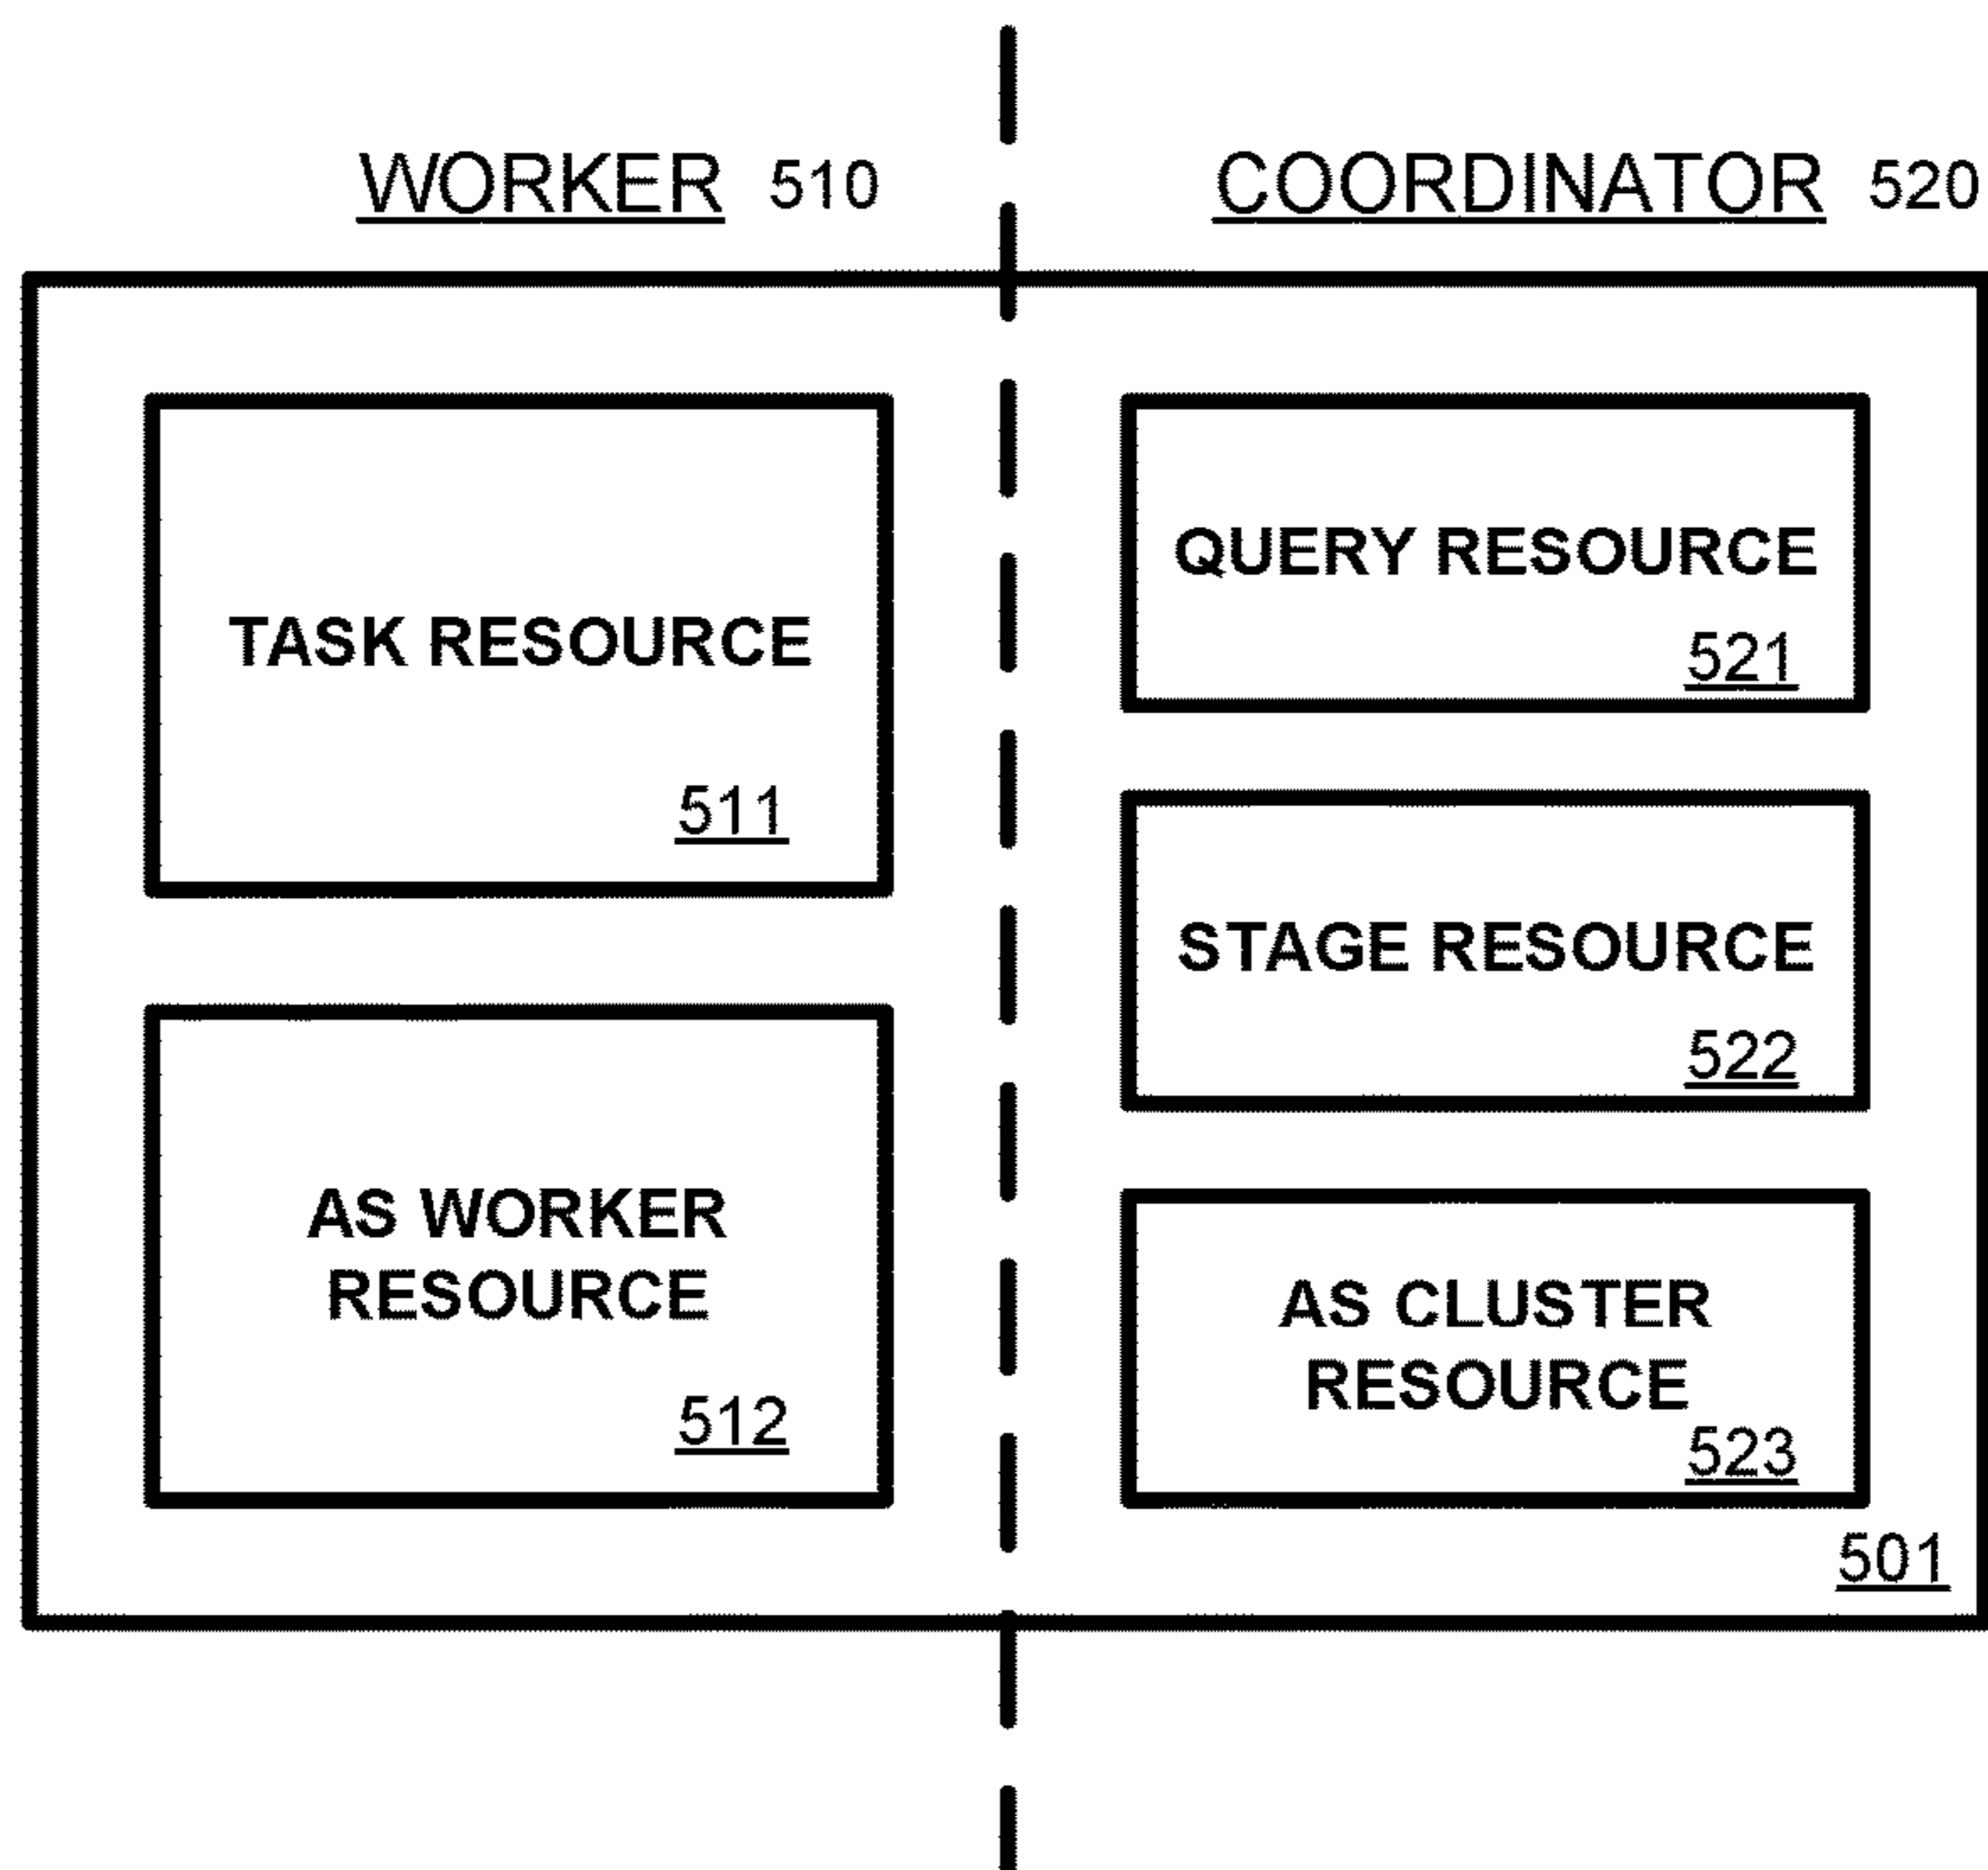 WORKER 510
COORDINATOR 520
TASK RESOURCE
511
AS WORKER
RESOURCE
512
QUERY RESOURCE
521
STAGE RESOURCE
522
AS CLUSTER
RESOURCE
523
501